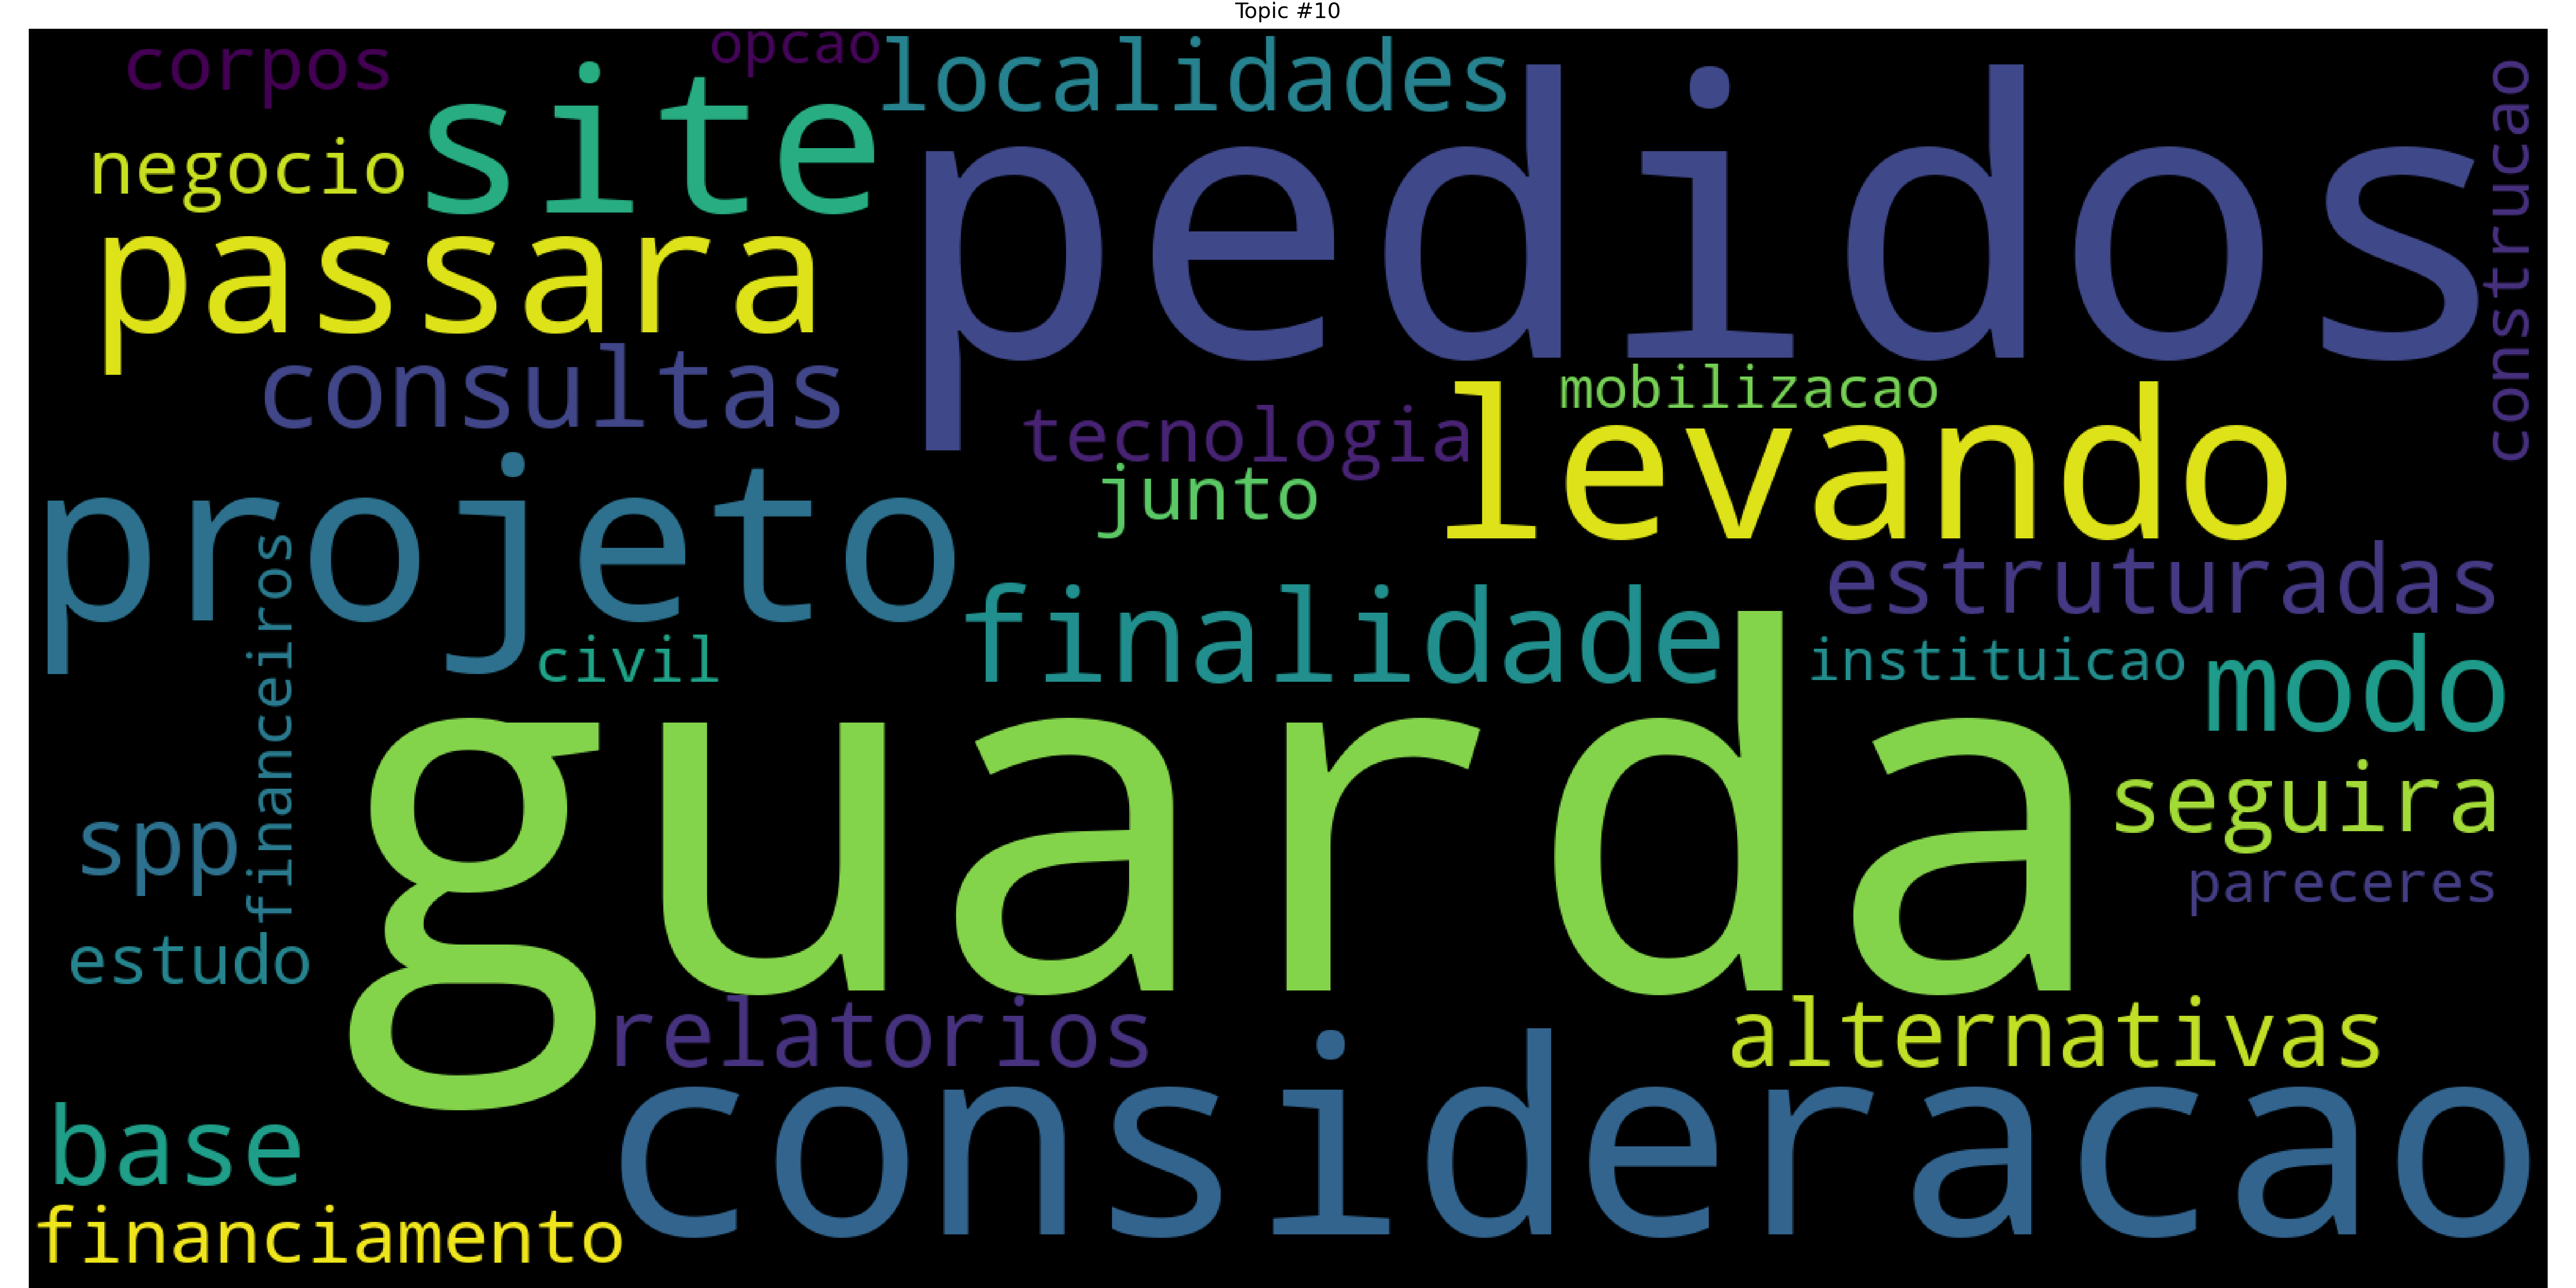 Topic #10
corpos
opcao
localidades
site
pedidos
construcao
negocio
passara
consultas
mobilizacao
tecnologia
levando
junto
projeto
estruturadas
financeiros
finalidade
civil
instituicao
modo
guarda
seguira
spp
pareceres
estudo
relatorios
alternativas
consideracao
base
financiamento